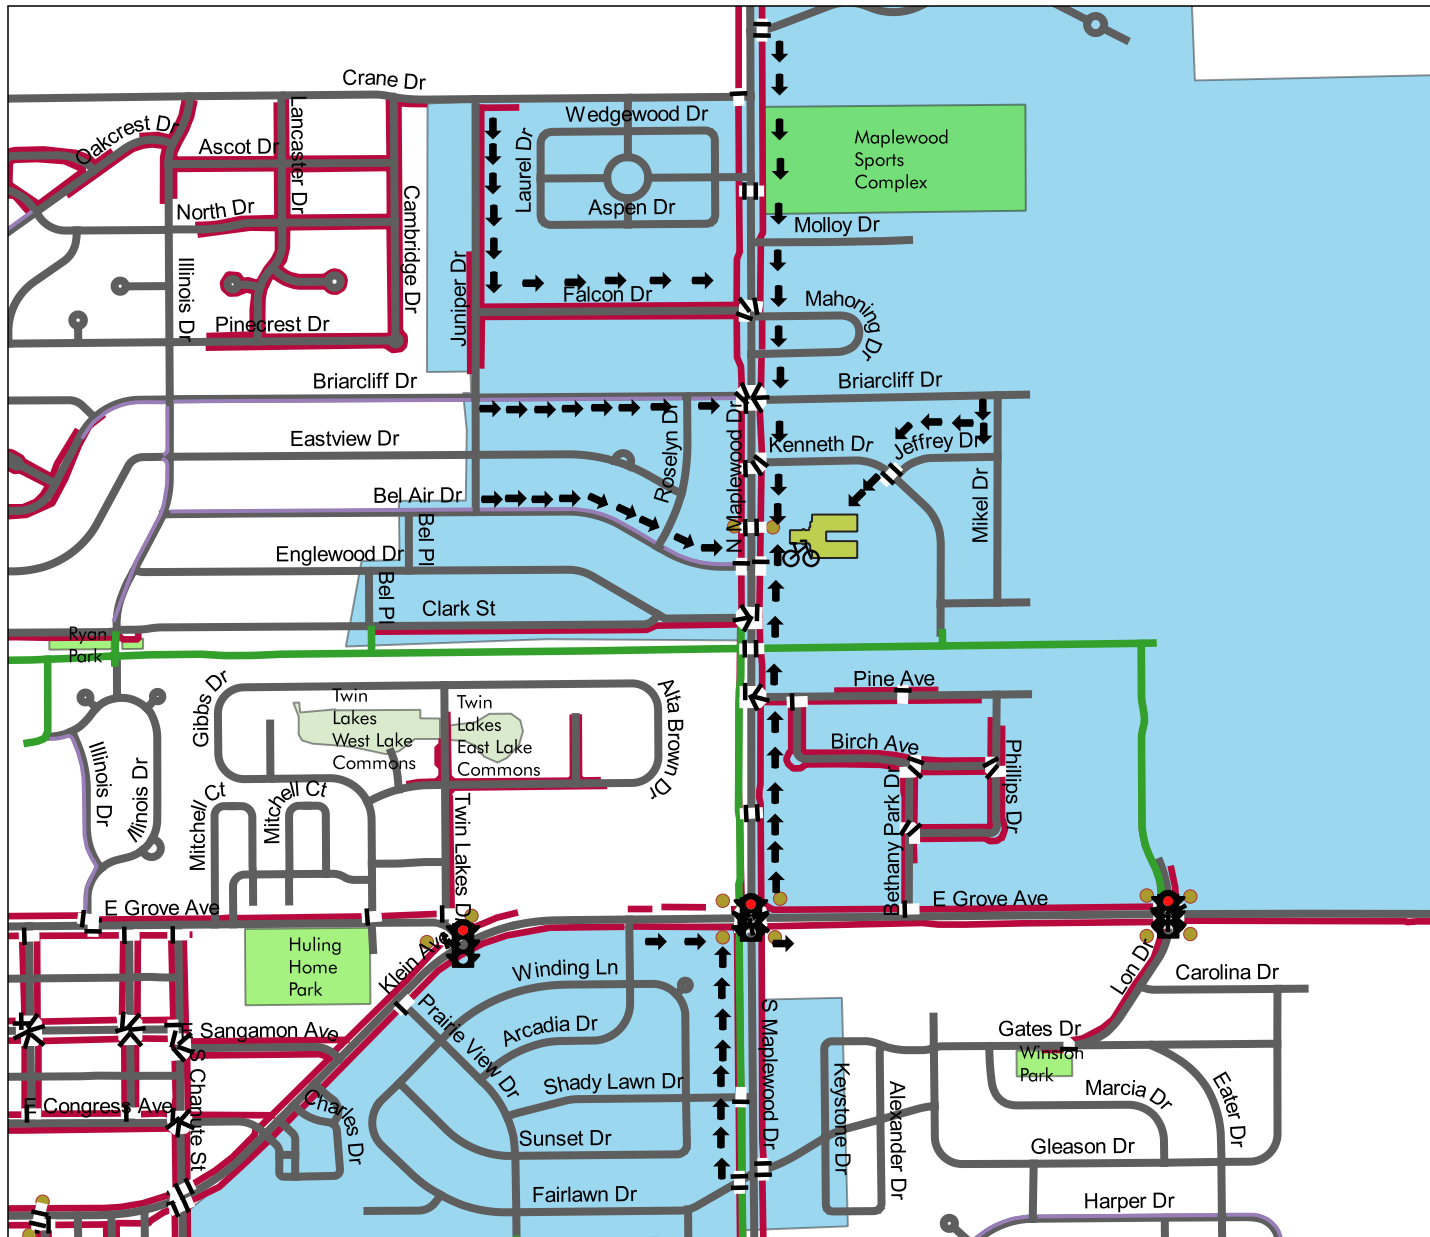 Crane Dr
Oakcrest Dr
Lancaster Dr
Ascot Dr
Wedgewood Dr
Laurel Dr
Maplewood
Sports
Complex
North Dr
Cambridge Dr
Aspen Dr
Molloy Dr
Illinois Dr
Juniper Dr
Falcon Dr
Mahoning Dr
Pinecrest Dr
Briarcliff Dr
Briarcliff Dr
Eastview Dr
Roselyn Dr
N Maplewood Dr
Kenneth Dr
Jeffrey Dr
Mikel Dr
Bel Air Dr
Bel Pl
Englewood Dr
Bel Pl
Clark St
Ryan
Park
Gibbs Dr
Twin
Lakes
West Lake
Commons
Twin
Lakes
East Lake
Commons
Alta Brown Dr
Pine Ave
Birch Ave
Phillips Dr
Bethany Park Dr
Illinois Dr
Illinois Dr
Mitchell Ct
Mitchell Ct
Twin Lakes Dr
E Grove Ave
E Grove Ave
Huling
Home
Park
Klein Ave
Winding Ln
Lon Dr
Carolina Dr
Prairie View Dr
Arcadia Dr
S Maplewood Dr
Gates Dr
Winston
Park
E Sangamon Ave
S Chanute St
Shady Lawn Dr
Keystone Dr
Alexander Dr
Marcia Dr
Eater Dr
E Congress Ave
Charles Dr
Sunset Dr
Gleason Dr
Fairlawn Dr
Harper Dr